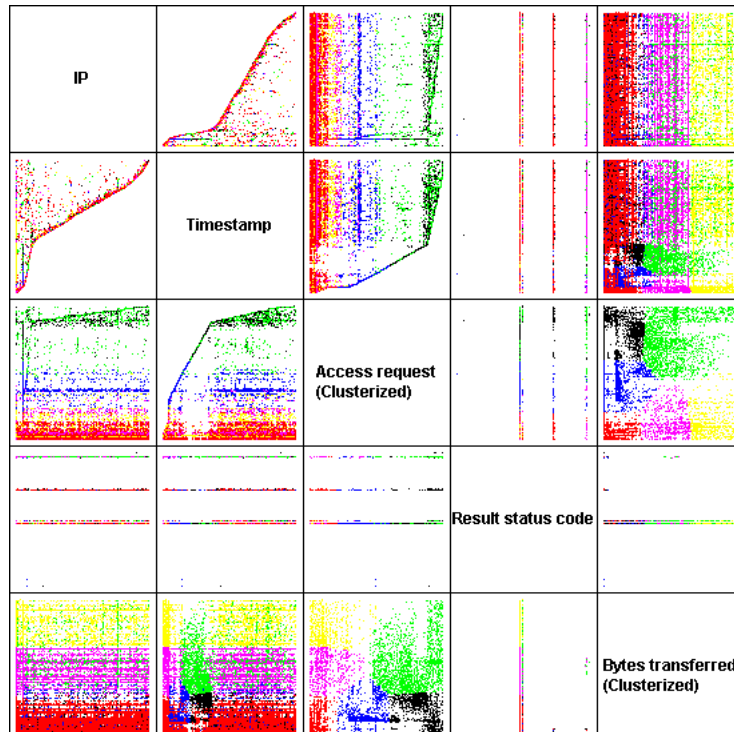 IP
Timestamp
Access request
(Clusterized)
Result status code
Bytes transferred
(Clusterized)